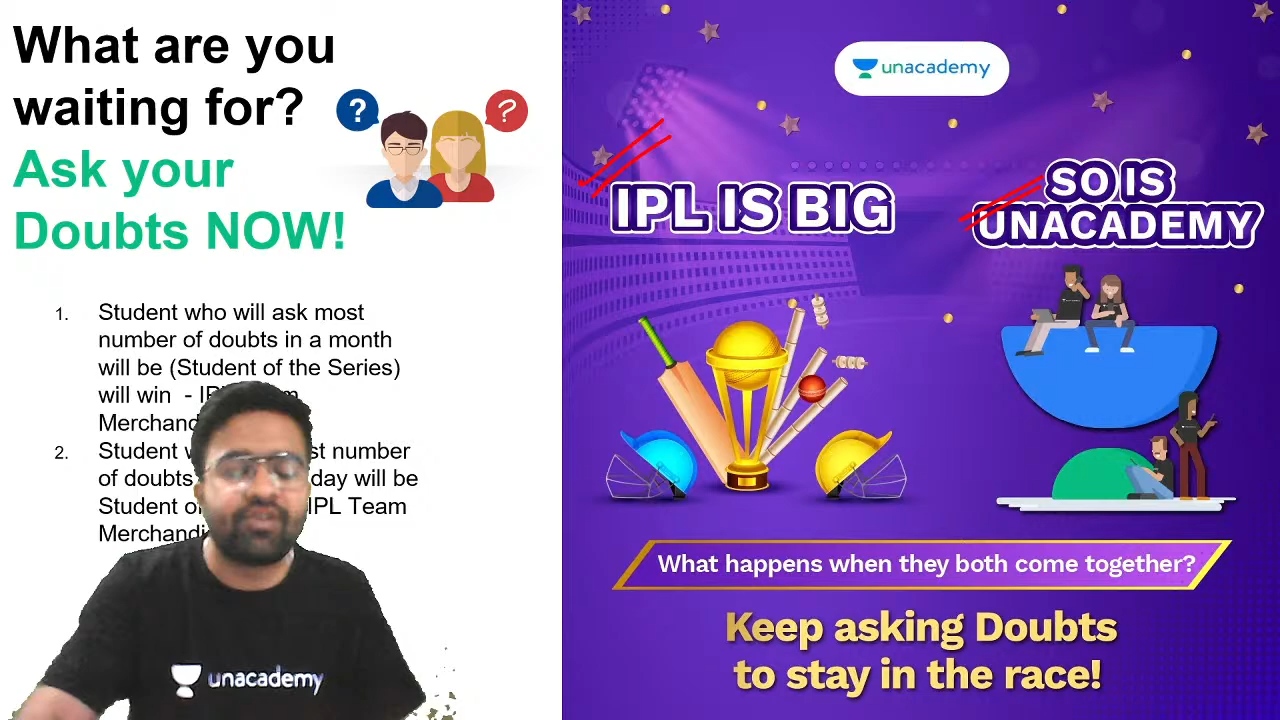 What are you
waiting for?
Ask your
Doubts NOW!
?
?
1. Student who will ask most
number of doubts in a month
will be (Student of the Series)
will win - 
2. Student
number
of doubts
day will be
Student
IPL Team
unacademy
unacademy
IPL IS BIG
SO IS
UNACADEMY
What happens when they both come together?
Keep asking Doubts
to stay in the race!